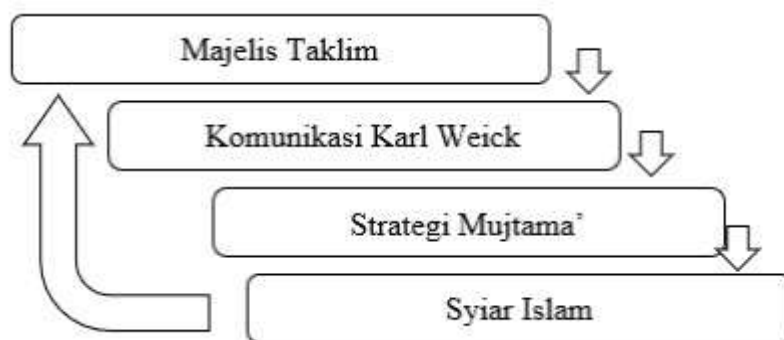 Majelis Taklim
Komunikasi Karl Weick
Strategi Mujtama’
Syiar Islam